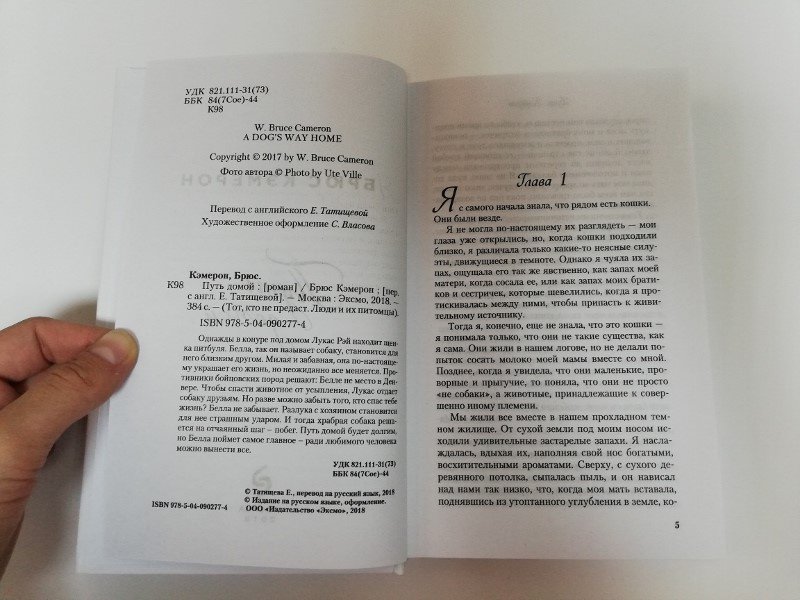 УДК 821.111-31(73)
ББК 84(7Сое)-44
К98
W. Bruce Cameron
A DOG'S WAY HOME
Copyright © 2017 by W. Bruce Cameron
Фото автора © Photo by Ute Ville
Перевод с английского Е. Татищевой
Художественное оформление С. Власова
Кэмерон, Брюс.
К98 Путь домой : [роман] / Брюс Кэмерон ; [пер.
с англ. Е. Татищевой]. — Москва : Эксмо, 2018. —
384 с. — (Тот, кто не предаст. Люди и их питомцы).
ISBN 978-5-04-090277-4
Однажды в конуре под домом Лукас Рэй находит щен-
ка питбуля. Белла, так он называет собаку, становится для
него близким другом. Милая и забавная, она по-настояще-
му украшает его жизнь, но неожиданно все меняется. Про-
тивники бойцовских пород решают: Белле не место в Ден-
вере. Чтобы спасти животное от усыпления, Лукас отдает
собаку друзьям. Но разве можно забыть того, кто спас тебе
жизнь? Белла не забывает. Разлука с хозяином становится
для нее страшным ударом. И тогда храбрая собака реша-
ется на отчаянный шаг – побег. Путь домой будет долгим,
но Белла поймет самое главное – ради любимого человека
можно вынести все.
УДК 821.111-31(73)
ББК 84(7Сое)-44
© Татищева Е., перевод на русский язык, 2018
© Издание на русском языке, оформление.
ISBN 978-5-04-090277-4 ООО «Издательство «Эксмо», 2018
Глава 1
Я с самого начала знала, что рядом есть кошки.
Они были везде.
Я не могла по-настоящему их разглядеть — мои
глаза уже открылись, но, когда кошки подходили
близко, я различала только какие-то неясные силу-
эты, движущиеся в темноте. Однако я чуяла их за-
пах, ощущала его так же явственно, как запах моей
матери, когда сосала ее, или как запах моих брати-
ков и сестричек, которые шевелились, когда я про-
тискивалась между ними, чтобы припасть к живи-
тельному источнику.
Тогда я, конечно, еще не знала, что это кошки —
я понимала только, что они не такие существа, как
я сама. Они жили в нашем логове, но не делали по-
пыток сосать молоко моей мамы вместе со мной.
Позднее, когда я увидела, что они маленькие, про-
ворные и прыгучие, то поняла, что они не просто
«не собаки», а животные, принадлежащие к совер-
шенно иному племени.
Мы жили все вместе в нашем прохладном тем-
ном жилище. От сухой земли под моим носом ис-
ходили удивительные застарелые запахи. Я насла-
ждалась, вдыхая их, наполняя свой нос богатыми,
восхитительными ароматами. Сверху, с сухого де-
ревянного потолка, сыпалась пыль, и он нависал
над нами так низко, что, когда моя мать вставала,
поднявшись из утоптанного углубления в земле, ко-
5